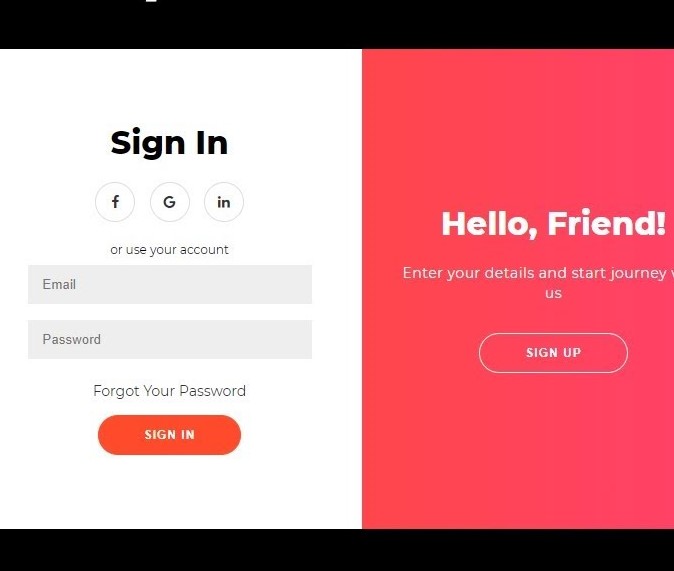 Sign In
f G in
or use your account
Email
Password
Forgot Your Password
SIGN IN
Hello, Friend!
Enter your details and start journey
us
SIGN UP